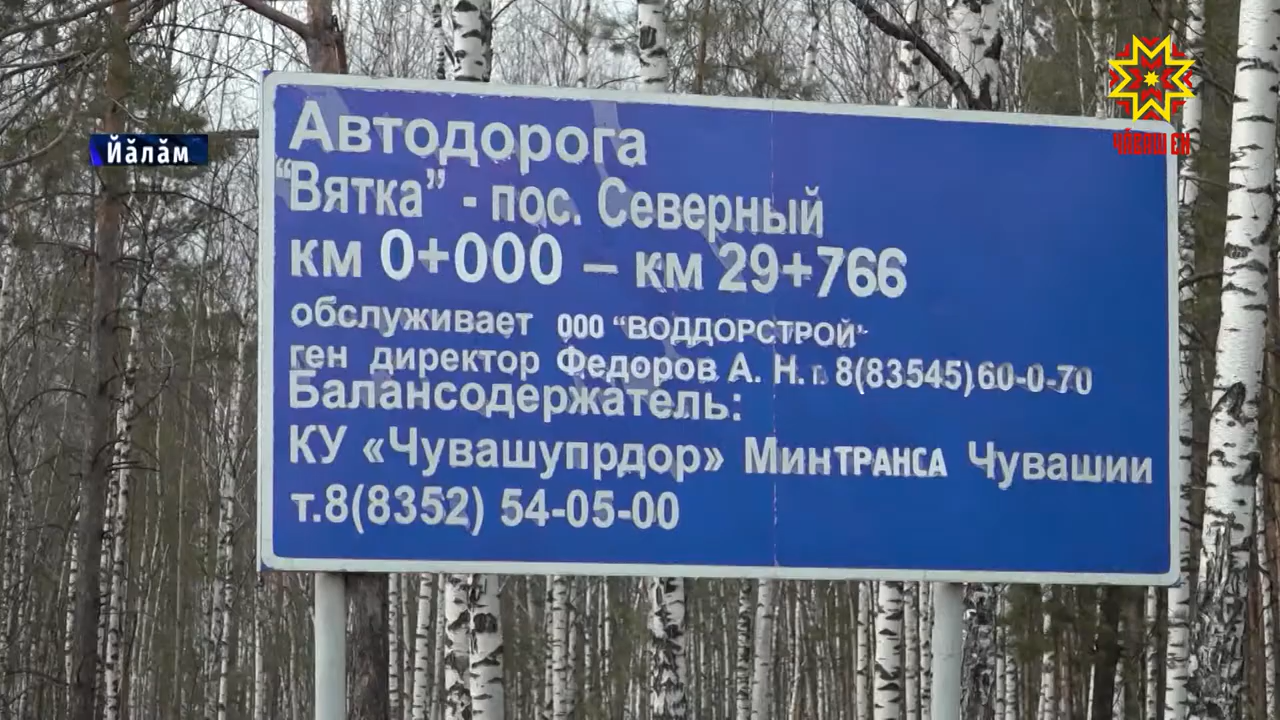 Йӑлӑм
ЧӐВАШ ЕН
Автодорога
"Вятка" - пос. Северный
км 0+000 – км 29+766
обслуживает ООО "ВОДДОРСТРОЙ"
ген директор Федоров А. Н. т. 8(83545)60-0-70
Балансодержатель:
КУ «Чувашупрдор» МинТРАНСА Чувашии
т.8(8352) 54-05-00